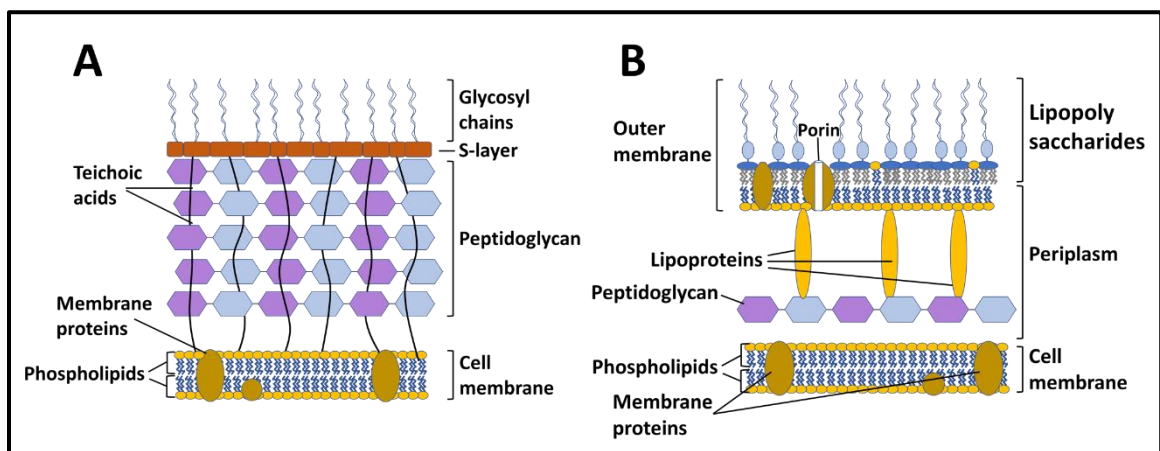 A
Glycosyl
chains
S-layer
Teichoic
acids
Peptidoglycan
Membrane
proteins
Phospholipids
Cell
membrane
B
Outer
membrane
Porin
Lipopoly
saccharides
Lipoproteins
Periplasm
Peptidoglycan
Phospholipids
Cell
membrane
Membrane
proteins